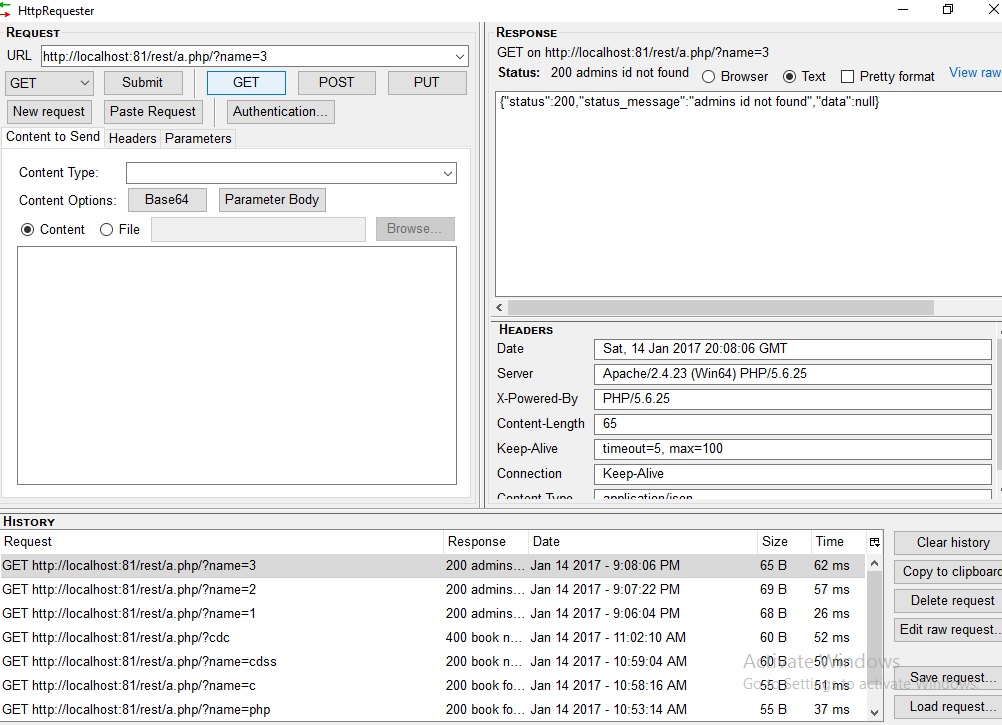 HttpRequester
REQUEST
URL http://localhost:81/rest/a.php/?name=3
GET Submit GET POST PUT
New request Paste Request Authentication...
Content to Send Headers Parameters
Content Type:
Content Options: Base64 Parameter Body
Content File Browse...
RESPONSE
GET on http://localhost:81/rest/a.php/?name=3
Status: 200 admins id not found Browser Text Pretty format View raw
{"status":200,"status_message":"admins id not found","data":null}
HEADERS
Date Sat, 14 Jan 2017 20:08:06 GMT
Server Apache/2.4.23 (Win64) PHP/5.6.25
X-Powered-By PHP/5.6.25
Content-Length 65
Keep-Alive timeout=5, max=100
Connection Keep-Alive
Content Type application/json
HISTORY
Request Response Date Size Time
GET http://localhost:81/rest/a.php/?name=3 200 admins... Jan 14 2017 - 9:08:06 PM 65 B 62 ms
GET http://localhost:81/rest/a.php/?name=2 200 admins... Jan 14 2017 - 9:07:22 PM 69 B 57 ms
GET http://localhost:81/rest/a.php/?name=1 200 admins... Jan 14 2017 - 9:06:04 PM 68 B 26 ms
GET http://localhost:81/rest/a.php/?cdc 400 book n... Jan 14 2017 - 11:02:10 AM 60 B 52 ms
GET http://localhost:81/rest/a.php/?name=cdss 200 book n... Jan 14 2017 - 10:59:04 AM 60 B 50 ms
GET http://localhost:81/rest/a.php/?name=c 200 book fo... Jan 14 2017 - 10:58:16 AM 55 B 51 ms
GET http://localhost:81/rest/a.php/?name=php 200 book fo... Jan 14 2017 - 10:53:14 AM 55 B 37 ms
Clear history
Copy to clipboard
Delete request
Edit raw request...
Save request...
Load request...
Activate Windows
Go to Settings to activate Windows.